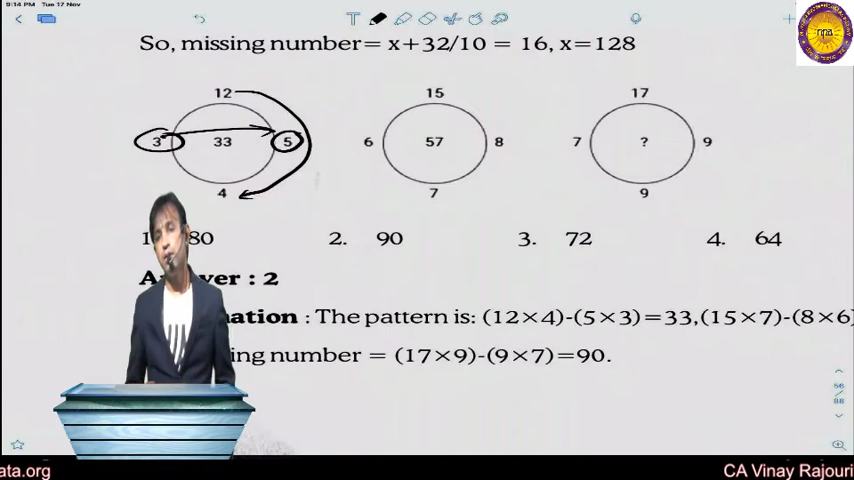 9:14 PM Tue 17 Nov
So, missing number= x+32/10 = 16, x=128
12 15 17
3 33 5 6 57 8 7 ? 9
4 7 9
80 2. 90 3. 72 4. 64
Answer : 2
: The pattern is: (12×4)-(5×3)=33,(15×7)-(8×6)
number = (17×9)-(9×7)=90.
56
/
88
ata.org CA Vinay Rajouri